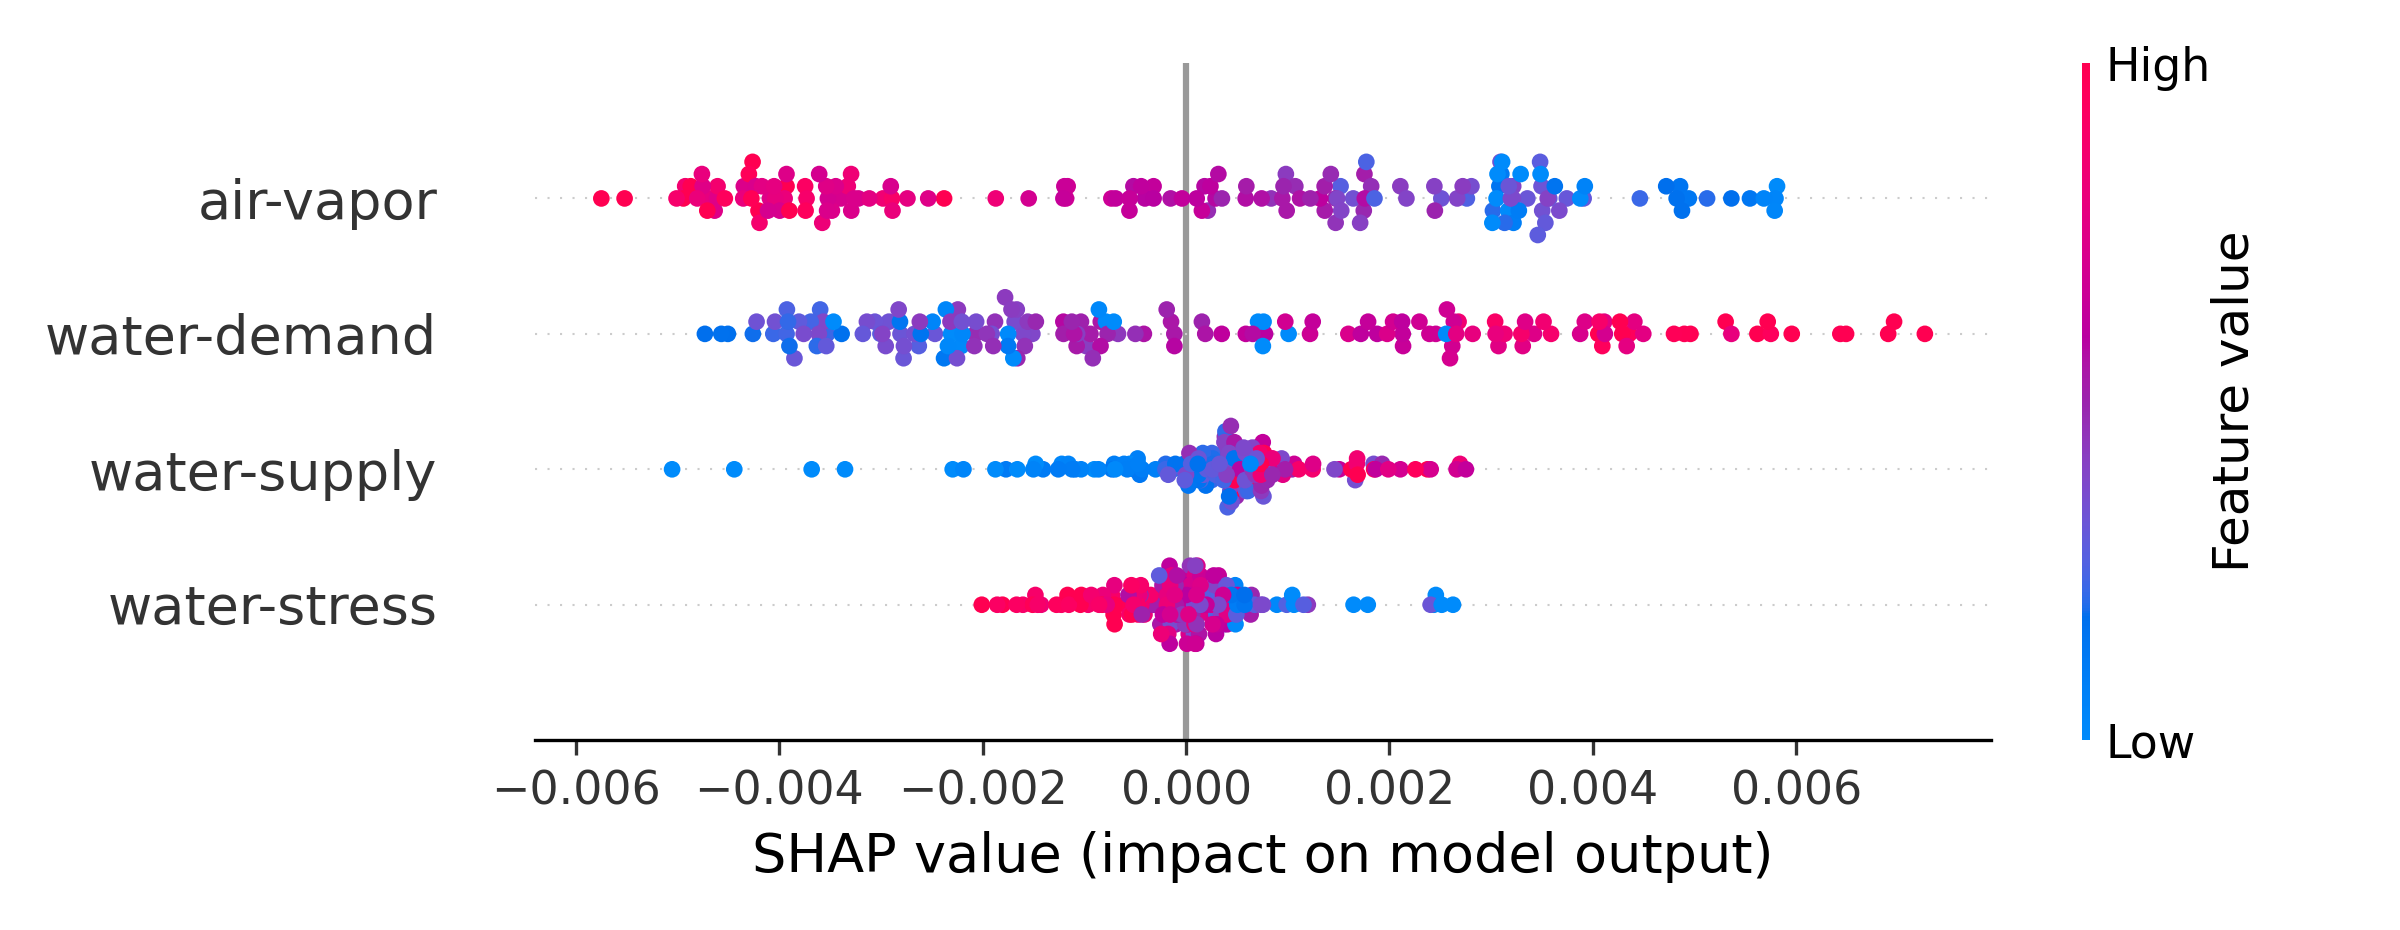 High
air-vapor
water-demand
water-supply
water-stress
Feature value
Low
−0.006 −0.004 −0.002 0.000 0.002 0.004 0.006
SHAP value (impact on model output)